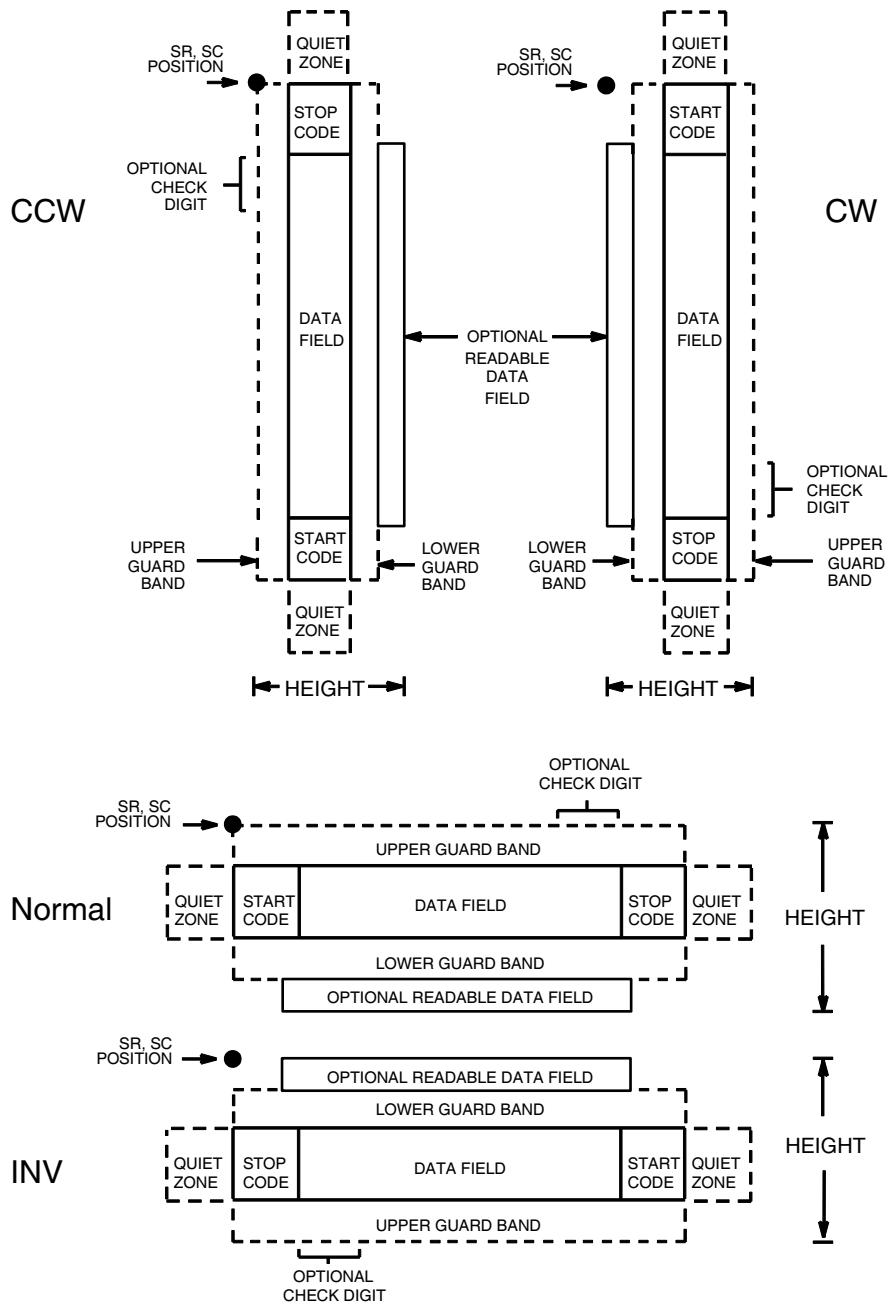 QUIET
ZONE
SR, SC
POSITION
STOP
CODE
OPTIONAL
CHECK
DIGIT
CCW
DATA
FIELD
START
CODE
UPPER
GUARD
BAND
LOWER
GUARD
BAND
QUIET
ZONE
HEIGHT
OPTIONAL
READABLE
DATA
FIELD
QUIET
ZONE
SR, SC
POSITION
START
CODE
CW
DATA
FIELD
OPTIONAL
CHECK
DIGIT
STOP
CODE
LOWER
GUARD
BAND
UPPER
GUARD
BAND
QUIET
ZONE
HEIGHT
OPTIONAL
CHECK DIGIT
SR, SC
POSITION
UPPER GUARD BAND
Normal
QUIET
ZONE
START
CODE
DATA FIELD
STOP
CODE
QUIET
ZONE
HEIGHT
LOWER GUARD BAND
OPTIONAL READABLE DATA FIELD
SR, SC
POSITION
OPTIONAL READABLE DATA FIELD
LOWER GUARD BAND
INV
QUIET
ZONE
STOP
CODE
DATA FIELD
START
CODE
QUIET
ZONE
HEIGHT
UPPER GUARD BAND
OPTIONAL
CHECK DIGIT